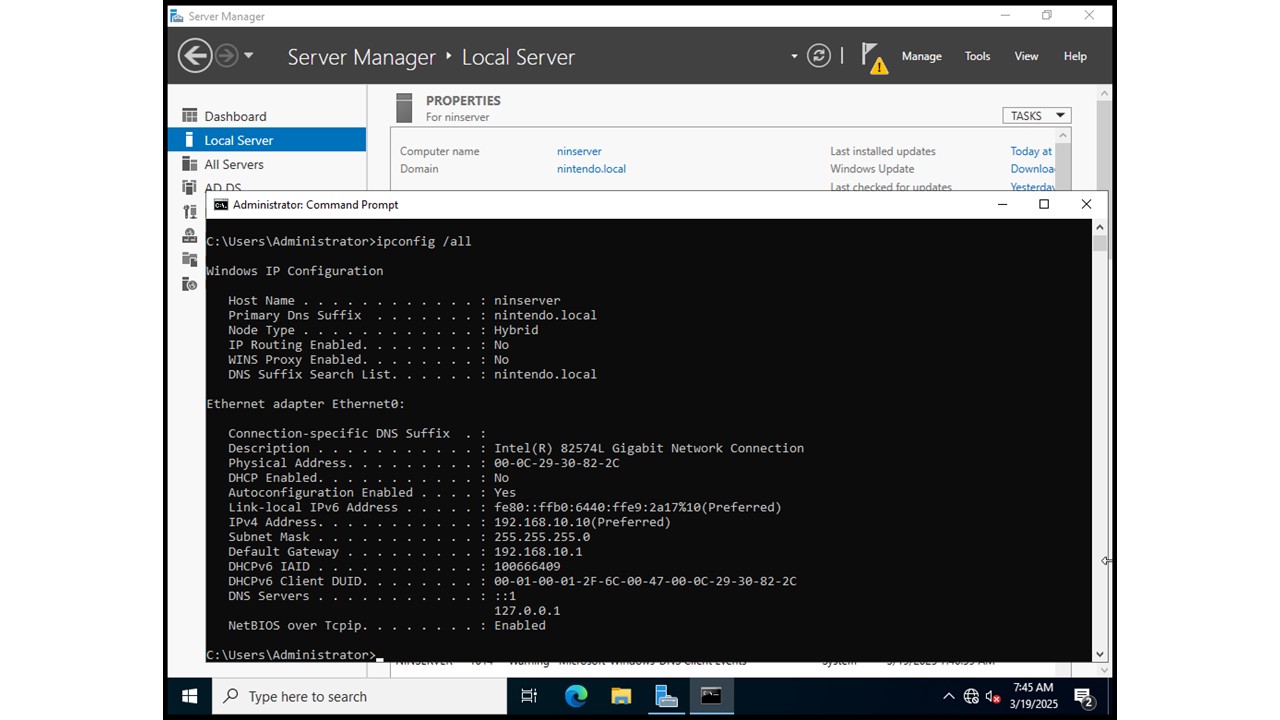 Server Manager
Server Manager ‣ Local Server
Manage Tools View Help
Dashboard
Local Server
All Servers
AD DS
PROPERTIES
For ninserver
TASKS
Computer name ninserver Last installed updates Today at
Domain nintendo.local Windows Update Downloa
Last checked for updates Yesterday
Administrator: Command Prompt
C:\Users\Administrator>ipconfig /all
Windows IP Configuration
Host Name . . . . . . . . . . . . : ninserver
Primary Dns Suffix . . . . . . . : nintendo.local
Node Type . . . . . . . . . . . . : Hybrid
IP Routing Enabled. . . . . . . . : No
WINS Proxy Enabled. . . . . . . . : No
DNS Suffix Search List. . . . . . : nintendo.local
Ethernet adapter Ethernet0:
Connection-specific DNS Suffix . :
Description . . . . . . . . . . . : Intel(R) 82574L Gigabit Network Connection
Physical Address. . . . . . . . . : 00-0C-29-30-82-2C
DHCP Enabled. . . . . . . . . . . : No
Autoconfiguration Enabled . . . . : Yes
Link-local IPv6 Address . . . . . : fe80::ffb0:6440:ffe9:2a17%10(Preferred)
IPv4 Address. . . . . . . . . . . : 192.168.10.10(Preferred)
Subnet Mask . . . . . . . . . . . : 255.255.255.0
Default Gateway . . . . . . . . . : 192.168.10.1
DHCPv6 IAID . . . . . . . . . . . : 100666409
DHCPv6 Client DUID. . . . . . . . : 00-01-00-01-2F-6C-00-47-00-0C-29-30-82-2C
DNS Servers . . . . . . . . . . . : ::1
127.0.0.1
NetBIOS over Tcpip. . . . . . . . : Enabled
C:\Users\Administrator>
Warning Microsoft-Windows-DNS Client Events System
Type here to search
7:45 AM
3/19/2025
2